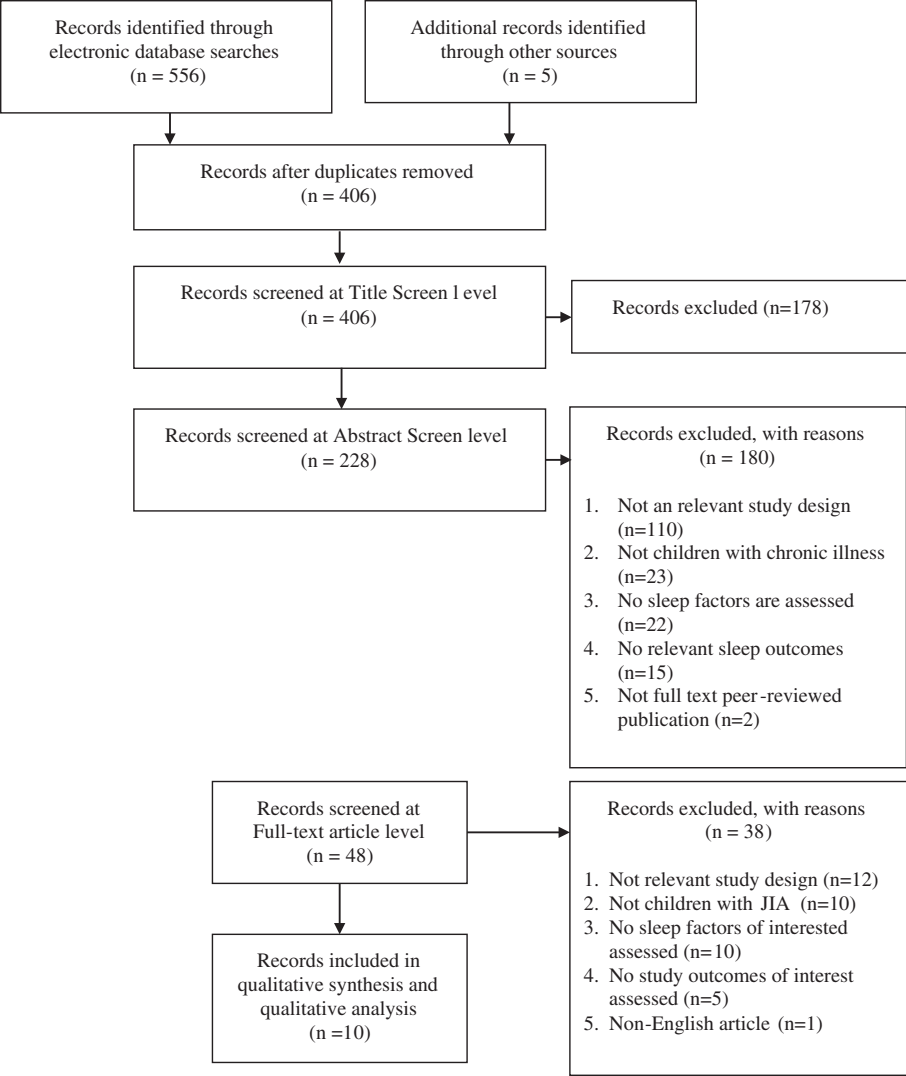 Records identified through
electronic database searches
(n = 556)
Additional records identified
through other sources
(n = 5)
Records after duplicates removed
(n = 406)
Records screened at Title Screen l evel
(n = 406)
Records excluded (n=178)
Records screened at Abstract Screen level
(n = 228)
Records excluded, with reasons
(n = 180)
1. Not an relevant study design
(n=110)
2. Not children with chronic illness
(n=23)
3. No sleep factors are assessed
(n=22)
4. No relevant sleep outcomes
(n=15)
5. Not full text peer-reviewed
publication (n=2)
Records screened at
Full-text article level
(n = 48)
Records excluded, with reasons
(n = 38)
1. Not relevant study design (n=12)
2. Not children with JIA (n=10)
3. No sleep factors of interested
assessed (n=10)
4. No study outcomes of interest
assessed (n=5)
5. Non-English article (n=1)
Records included in
qualitative synthesis and
qualitative analysis
(n =10)